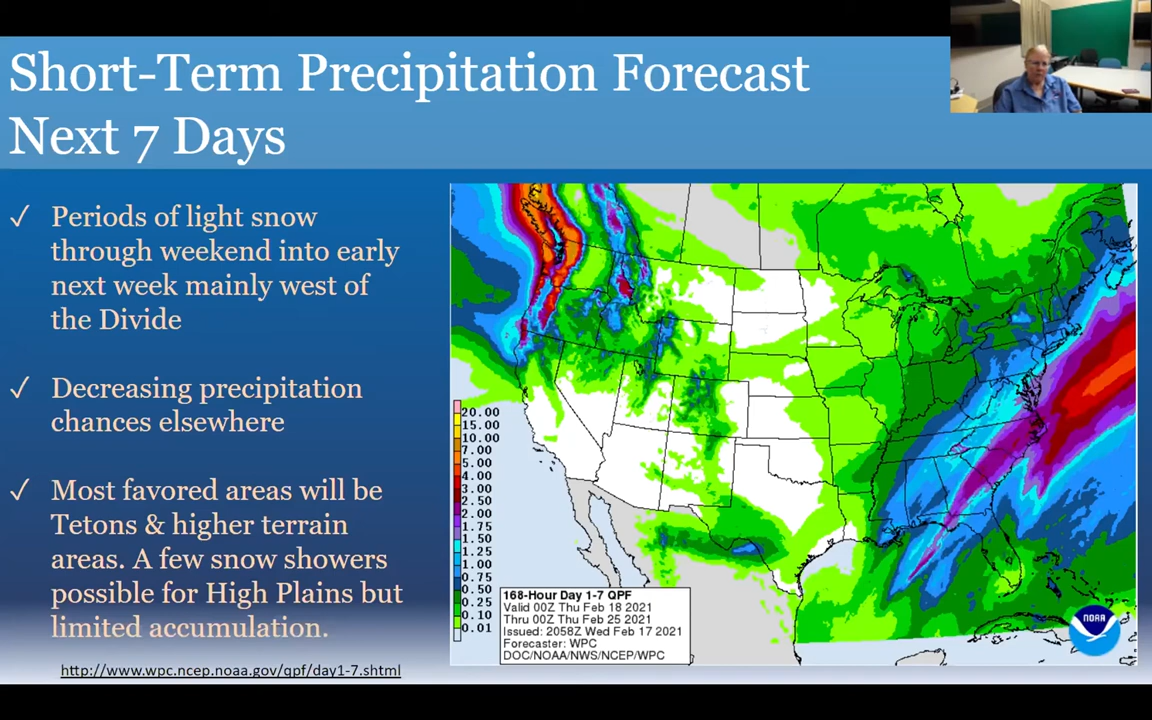 Short-Term Precipitation Forecast
Next 7 Days
✓ Periods of light snow
through weekend into early
next week mainly west of
the Divide
✓ Decreasing precipitation
chances elsewhere
✓ Most favored areas will be
Tetons & higher terrain
areas. A few snow showers
possible for High Plains but
limited accumulation.
http://www.wpc.ncep.noaa.gov/qpf/day1-7.shtml
20.00
15.00
10.00
7.00
5.00
4.00
3.00
2.50
2.00
1.75
1.50
1.25
1.00
0.75
0.50
0.25
0.10
0.01
168-Hour Day 1-7 QPF
Valid 00Z Thu Feb 18 2021
Thru 00Z Thu Feb 25 2021
Issued: 2058Z Wed Feb 17 2021
Forecaster: WPC
DOC/NOAA/NWS/NCEP/WPC
NOAA